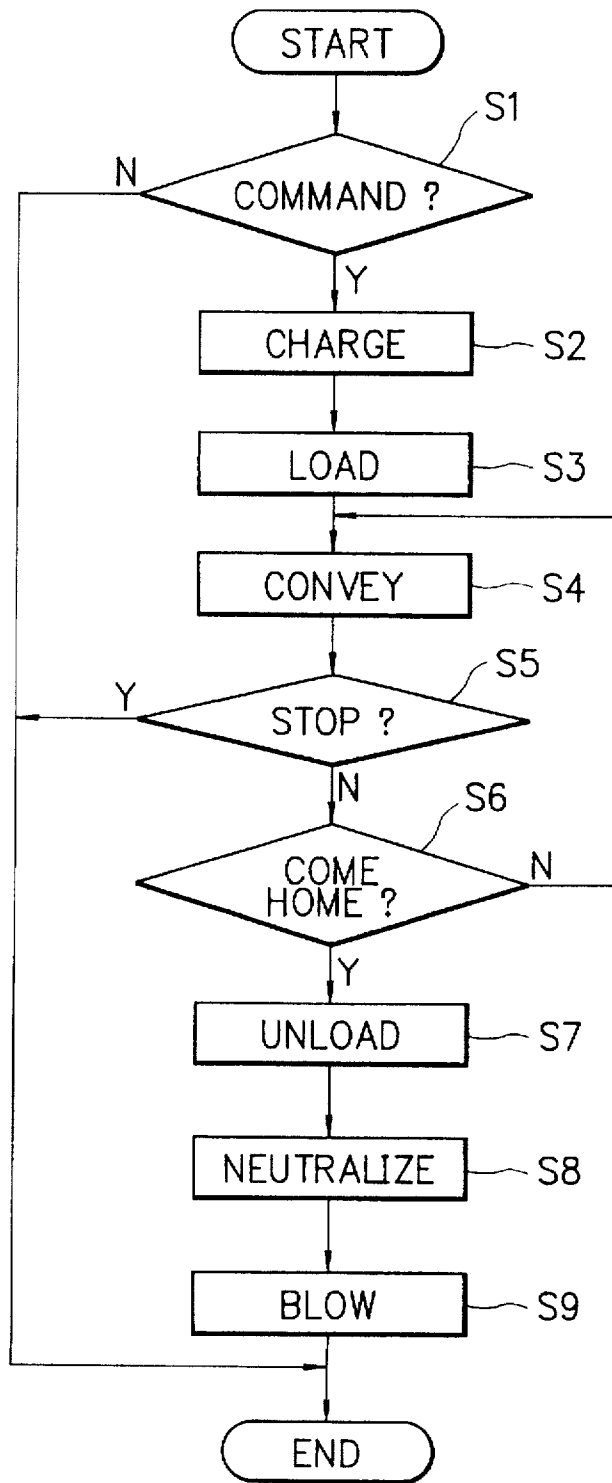 START
S1
N
COMMAND ?
Y
CHARGE
S2
LOAD
S3
CONVEY
S4
S5
Y
STOP ?
N
S6
COME
HOME ?
N
Y
UNLOAD
S7
NEUTRALIZE
S8
BLOW
S9
END